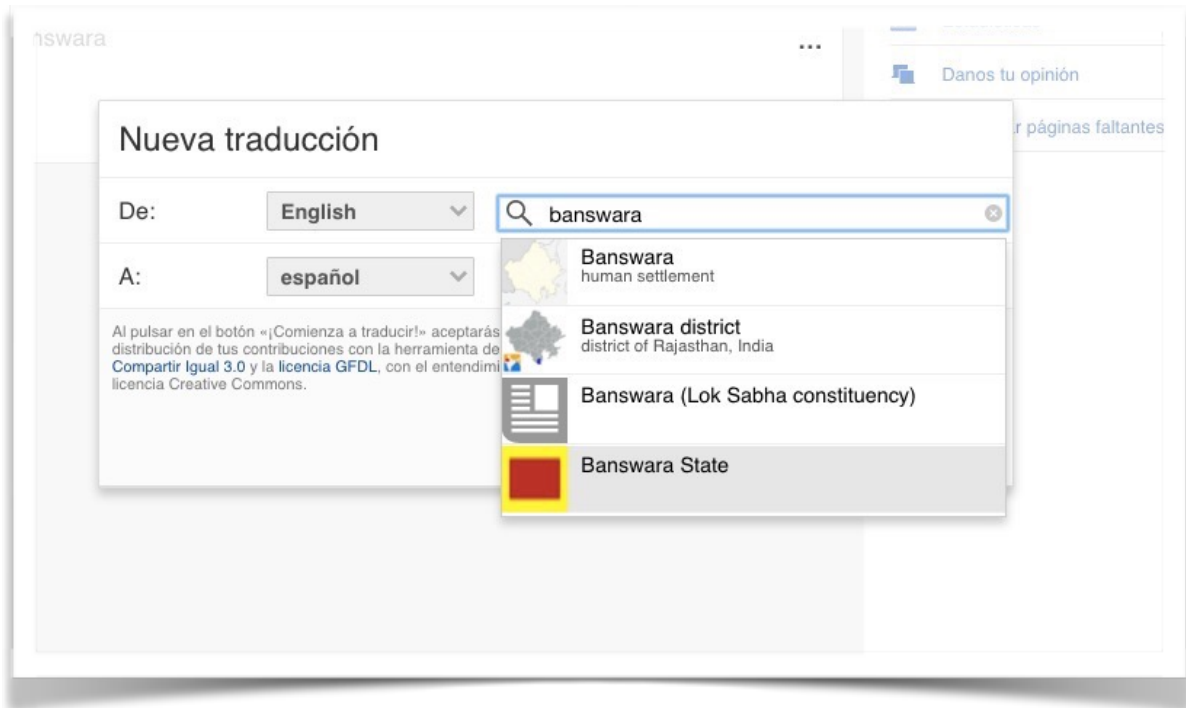 nswara
...
Danos tu opinión
r páginas faltantes
Nueva traducción
De:
English
banswara
Banswara
human settlement
A:
español
Banswara district
district of Rajasthan, India
Banswara (Lok Sabha constituency)
Banswara State
Al pulsar en el botón «¡Comienza a traducir!» aceptarás
distribución de tus contribuciones con la herramienta de
Compartir Igual 3.0 y la licencia GFDL, con el entendimi
licencia Creative Commons.